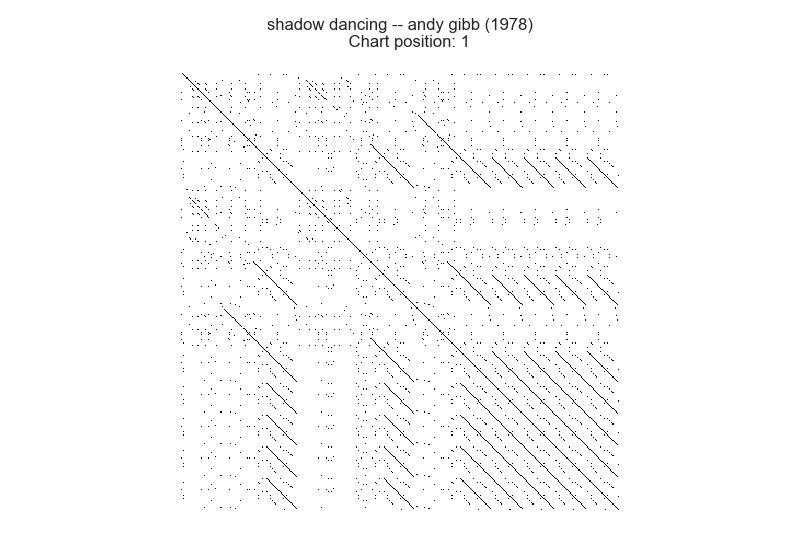 shadow dancing -- andy gibb (1978)
Chart position: 1